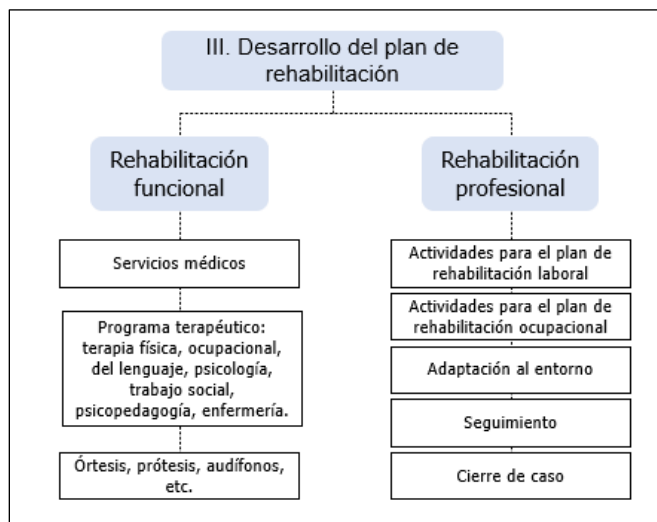 III. Desarrollo del plan de
rehabilitación
Rehabilitación
funcional
Servicios médicos
Programa terapéutico:
terapia física, ocupacional,
del lenguaje, psicología,
trabajo social,
psicopedagogía, enfermería.
Órtesis, prótesis, audífonos,
etc.
Rehabilitación
profesional
Actividades para el plan de
rehabilitación laboral
Actividades para el plan de
rehabilitación ocupacional
Adaptación al entorno
Seguimiento
Cierre de caso